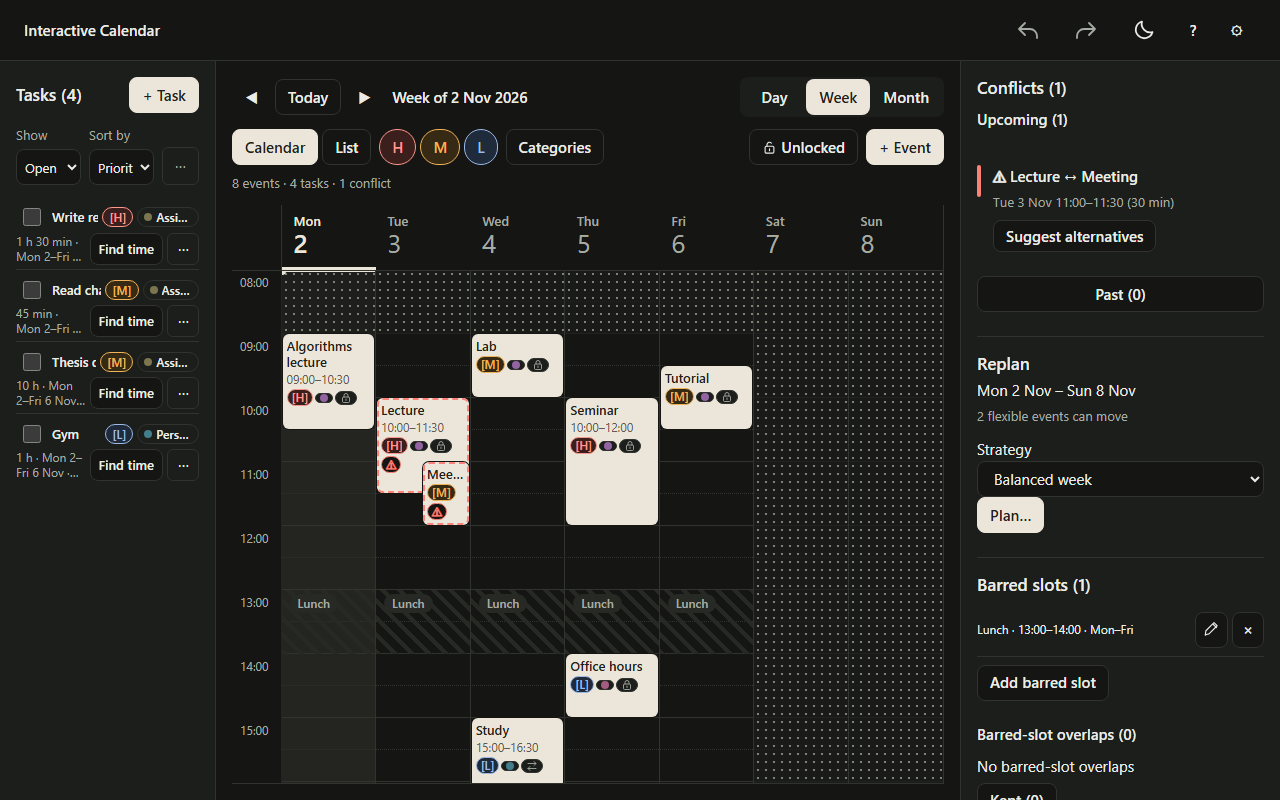 Interactive Calendar
?
Tasks (4)
+ Task
Show
Sort by
Open
Priorit
...
Write re
[H]
Assi...
1 h 30 min ·
Mon 2–Fri ...
Find time
...
Read cha
[M]
Ass...
45 min ·
Mon 2–Fri ...
Find time
...
Thesis c
[M]
Assi...
10 h · Mon
2–Fri 6 Nov...
Find time
...
Gym
[L]
Pers...
1 h · Mon 2–
Fri 6 Nov ·...
Find time
...
Today
Week of 2 Nov 2026
Day
Week
Month
Calendar
List
H
M
L
Categories
Unlocked
+ Event
8 events · 4 tasks · 1 conflict
Mon
2
Tue
3
Wed
4
Thu
5
Fri
6
Sat
7
Sun
8
08:00
09:00
10:00
11:00
12:00
13:00
14:00
15:00
Algorithms
lecture
09:00–10:30
[H]
Lecture
10:00–11:30
[H]
Mee...
[M]
Lab
[M]
Seminar
10:00–12:00
[H]
Tutorial
[M]
Lunch
Lunch
Lunch
Lunch
Lunch
Office hours
[L]
Study
15:00–16:30
[L]
Conflicts (1)
Upcoming (1)
⚠ Lecture ↔ Meeting
Tue 3 Nov 11:00–11:30 (30 min)
Suggest alternatives
Past (0)
Replan
Mon 2 Nov – Sun 8 Nov
2 flexible events can move
Strategy
Balanced week
Plan...
Barred slots (1)
Lunch · 13:00–14:00 · Mon–Fri
×
Add barred slot
Barred-slot overlaps (0)
No barred-slot overlaps
Kept (0)